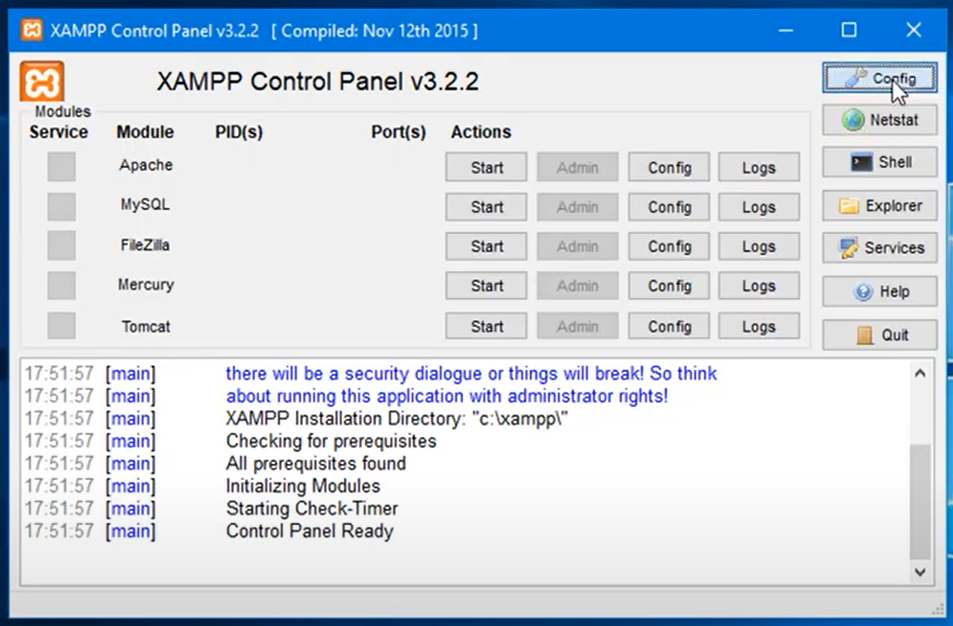 XAMPP Control Panel v3.2.2 [ Compiled: Nov 12th 2015 ]
XAMPP Control Panel v3.2.2
Config
Modules
Service Module PID(s) Port(s) Actions
Netstat
Apache Start Admin Config Logs
Shell
MySQL Start Admin Config Logs
Explorer
FileZilla Start Admin Config Logs
Services
Mercury Start Admin Config Logs
Help
Tomcat Start Admin Config Logs
Quit
17:51:57 [main] there will be a security dialogue or things will break! So think
17:51:57 [main] about running this application with administrator rights!
17:51:57 [main] XAMPP Installation Directory: "c:\xampp\"
17:51:57 [main] Checking for prerequisites
17:51:57 [main] All prerequisites found
17:51:57 [main] Initializing Modules
17:51:57 [main] Starting Check-Timer
17:51:57 [main] Control Panel Ready